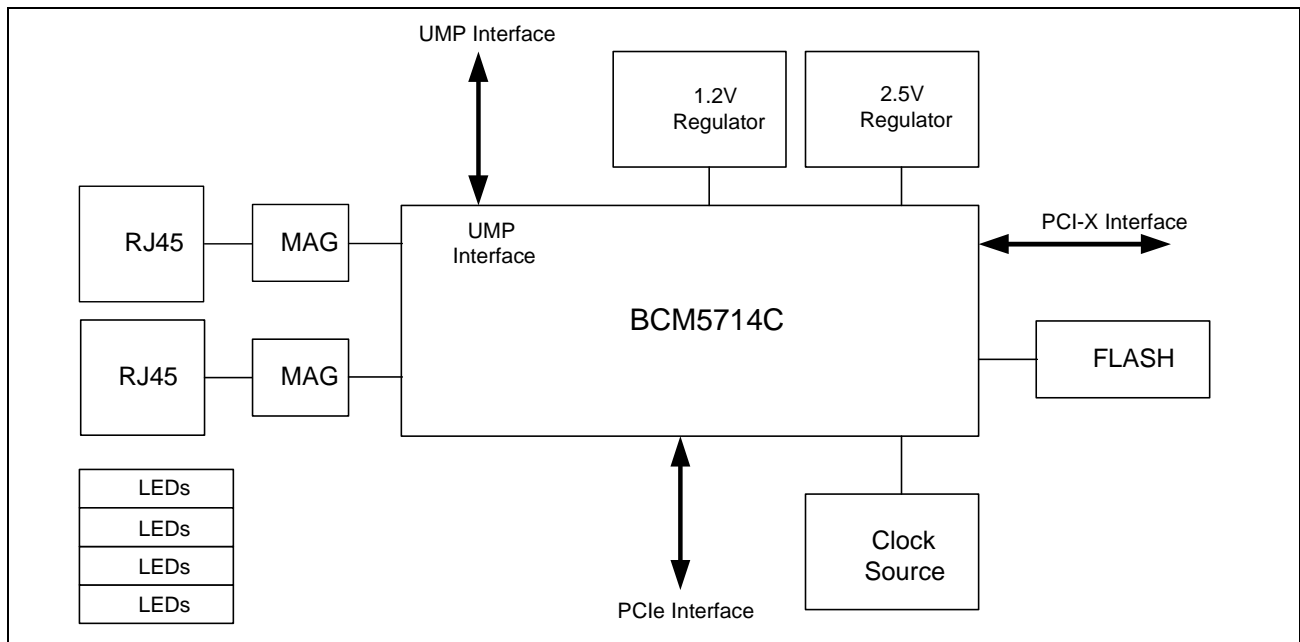 UMP Interface
1.2V
Regulator
2.5V
Regulator
RJ45
MAG
UMP
Interface
PCI-X Interface
BCM5714C
RJ45
MAG
FLASH
LEDs
LEDs
LEDs
LEDs
Clock
Source
PCIe Interface